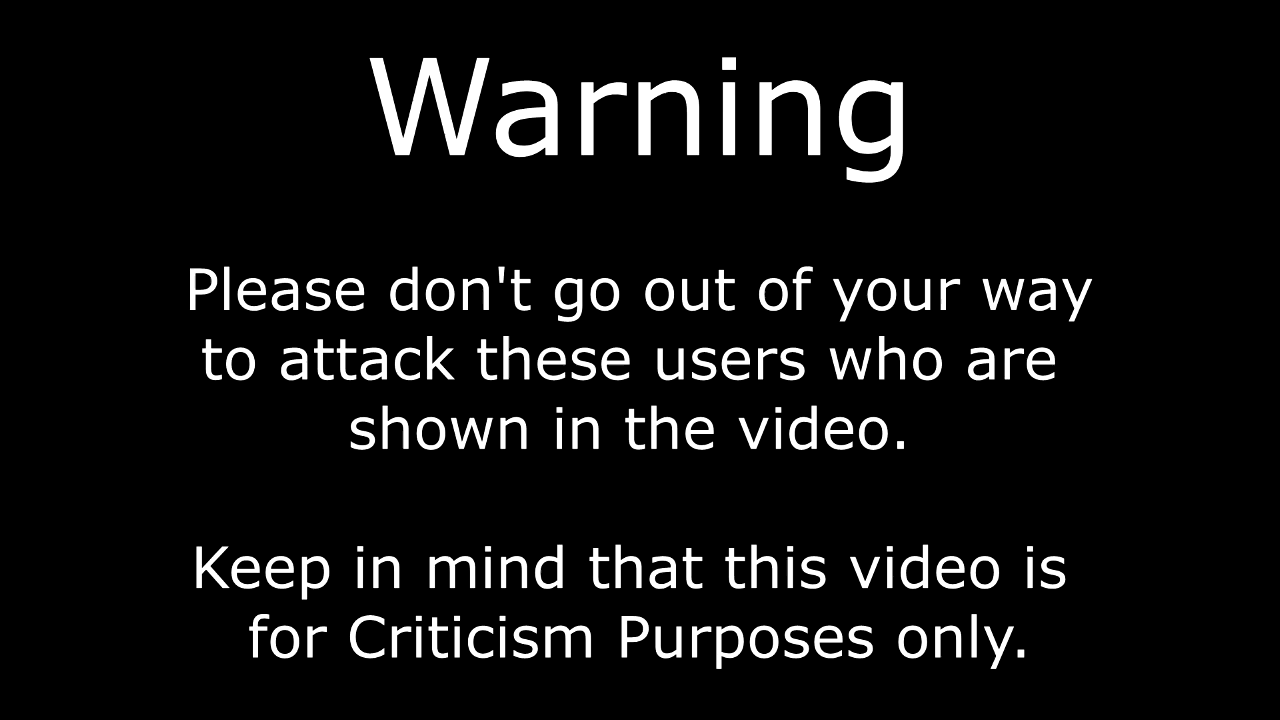 Warning
Please don't go out of your way
to attack these users who are
shown in the video.
Keep in mind that this video is
for Criticism Purposes only.